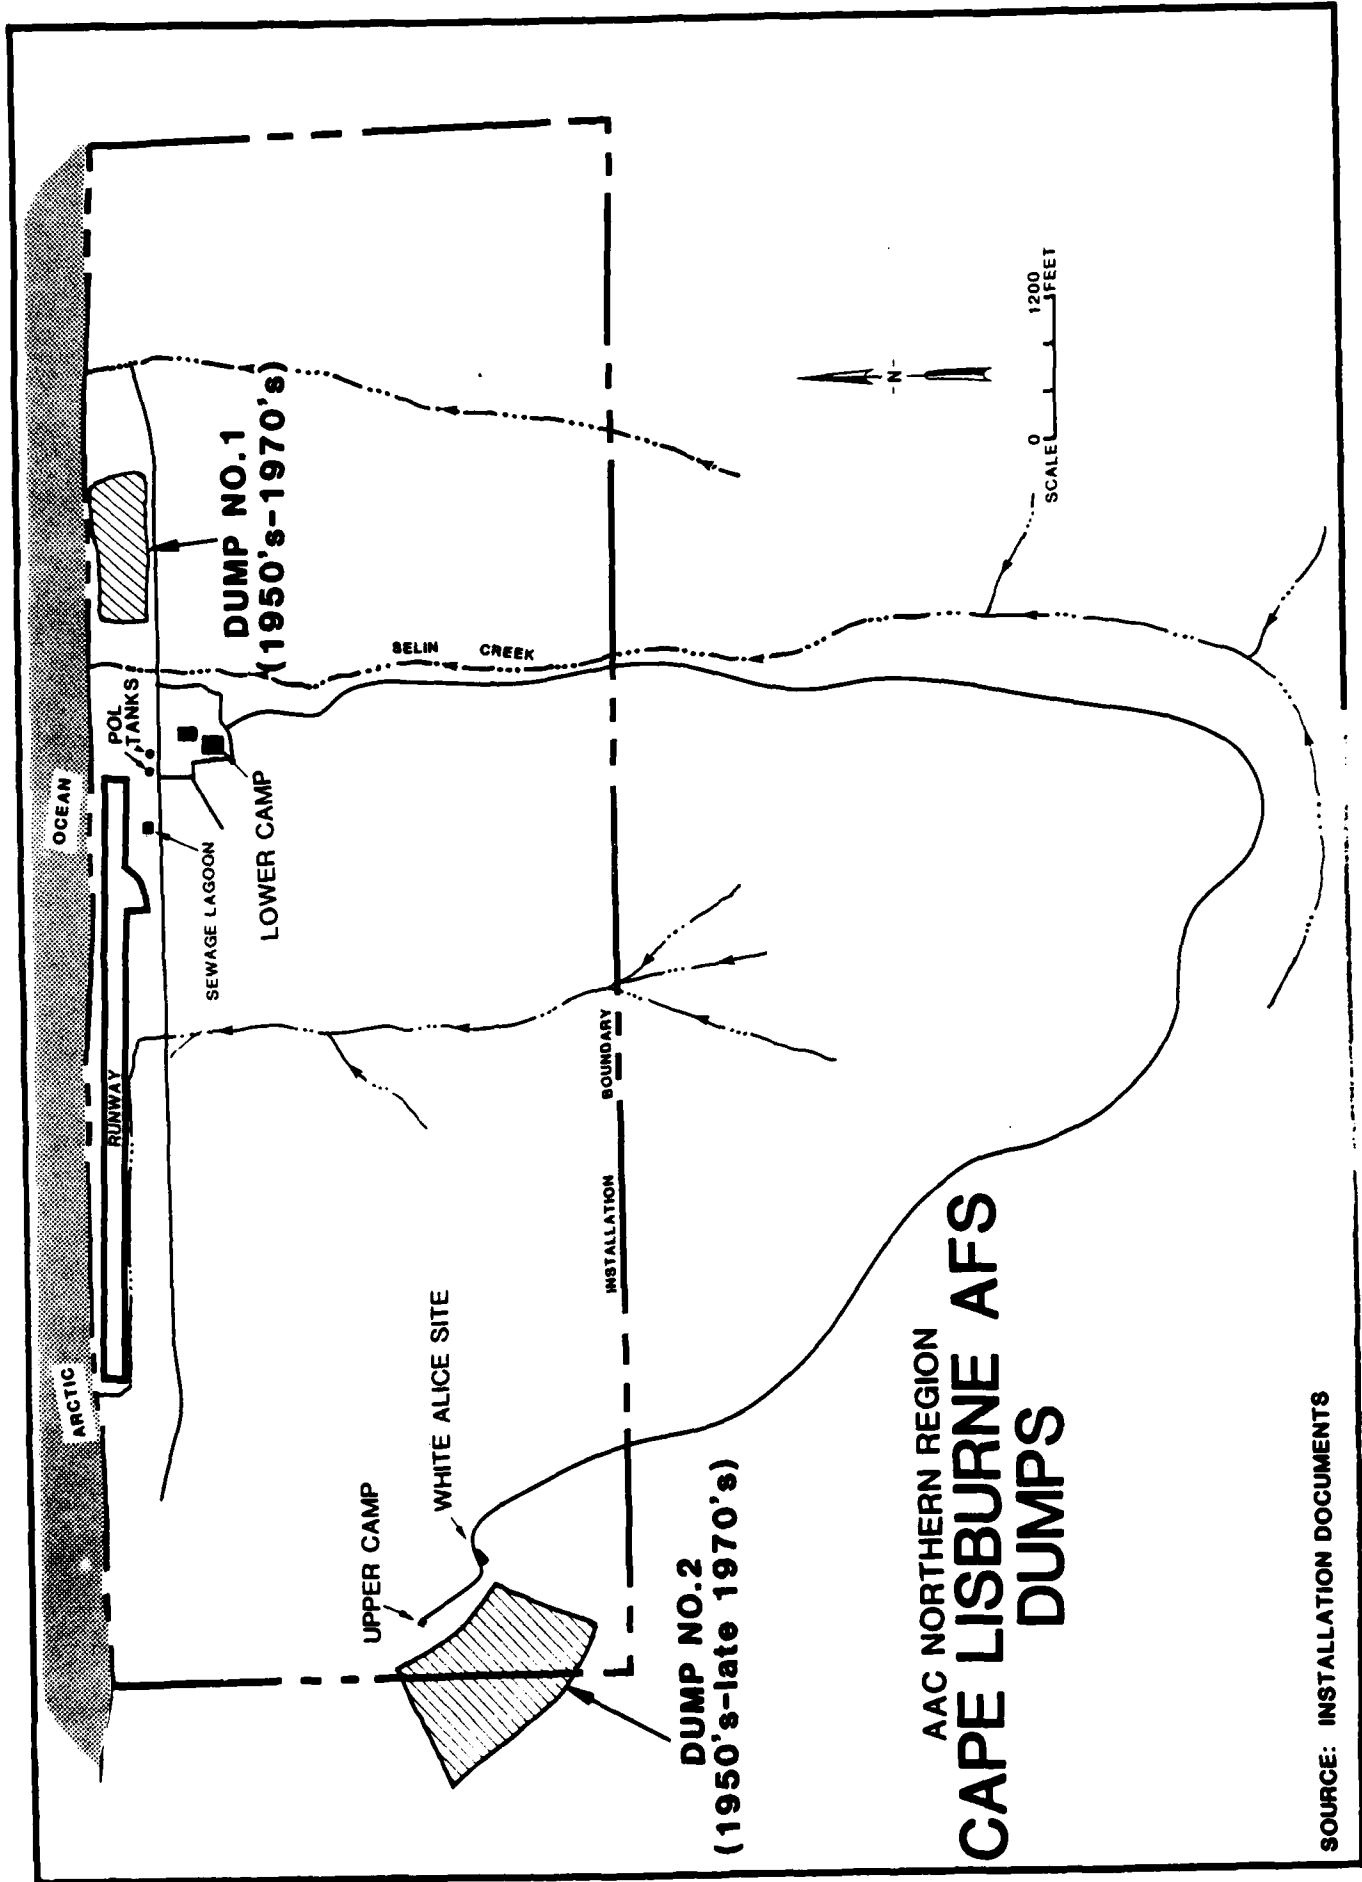 ARCTIC
OCEAN
RUNWAY
POL
TANKS
SEWAGE LAGOON
LOWER CAMP
DUMP NO.1
(1950's-1970's)
SELIN CREEK
UPPER CAMP
WHITE ALICE SITE
INSTALLATION BOUNDARY
DUMP NO.2
(1950's-late 1970's)
-N-
0 1200
SCALE FEET
AAC NORTHERN REGION
CAPE LISBURNE AFS
DUMPS
SOURCE: INSTALLATION DOCUMENTS